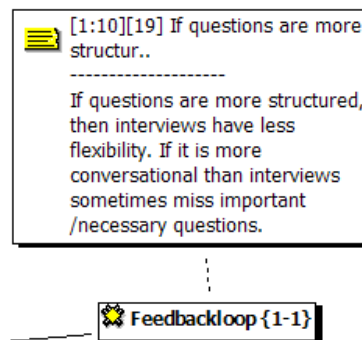 [1:10][19] If questions are more
structur..
--------------------
If questions are more structured,
then interviews have less
flexibility. If it is more
conversational than interviews
sometimes miss important
/necessary questions.
Feedbackloop {1-1}